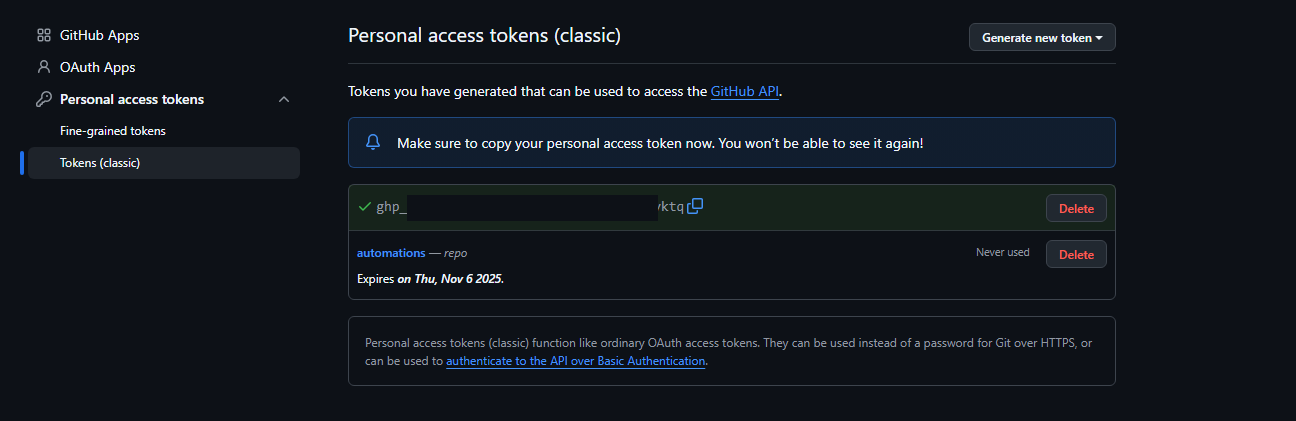 GitHub Apps
OAuth Apps
Personal access tokens
Fine-grained tokens
Tokens (classic)
Personal access tokens (classic)
Generate new token
Tokens you have generated that can be used to access the GitHub API.
Make sure to copy your personal access token now. You won't be able to see it again!
ghp_ ktq
Delete
automations — repo
Never used
Delete
Expires on Thu, Nov 6 2025.
Personal access tokens (classic) function like ordinary OAuth access tokens. They can be used instead of a password for Git over HTTPS, or
can be used to authenticate to the API over Basic Authentication.